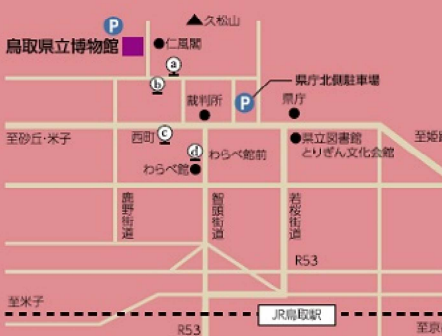 P
▲久松山
鳥取県立博物館
●仁風閣
a
b
県庁北側駐車場
裁判所
P
県庁
至砂丘・米子
西町
c
d
わらべ館前
わらべ館●
●県立図書館
とりぎん文化会館
至姫
鹿野街道
智頭街道
若桜街道
R53
至米子
JR鳥取駅
R53
至京